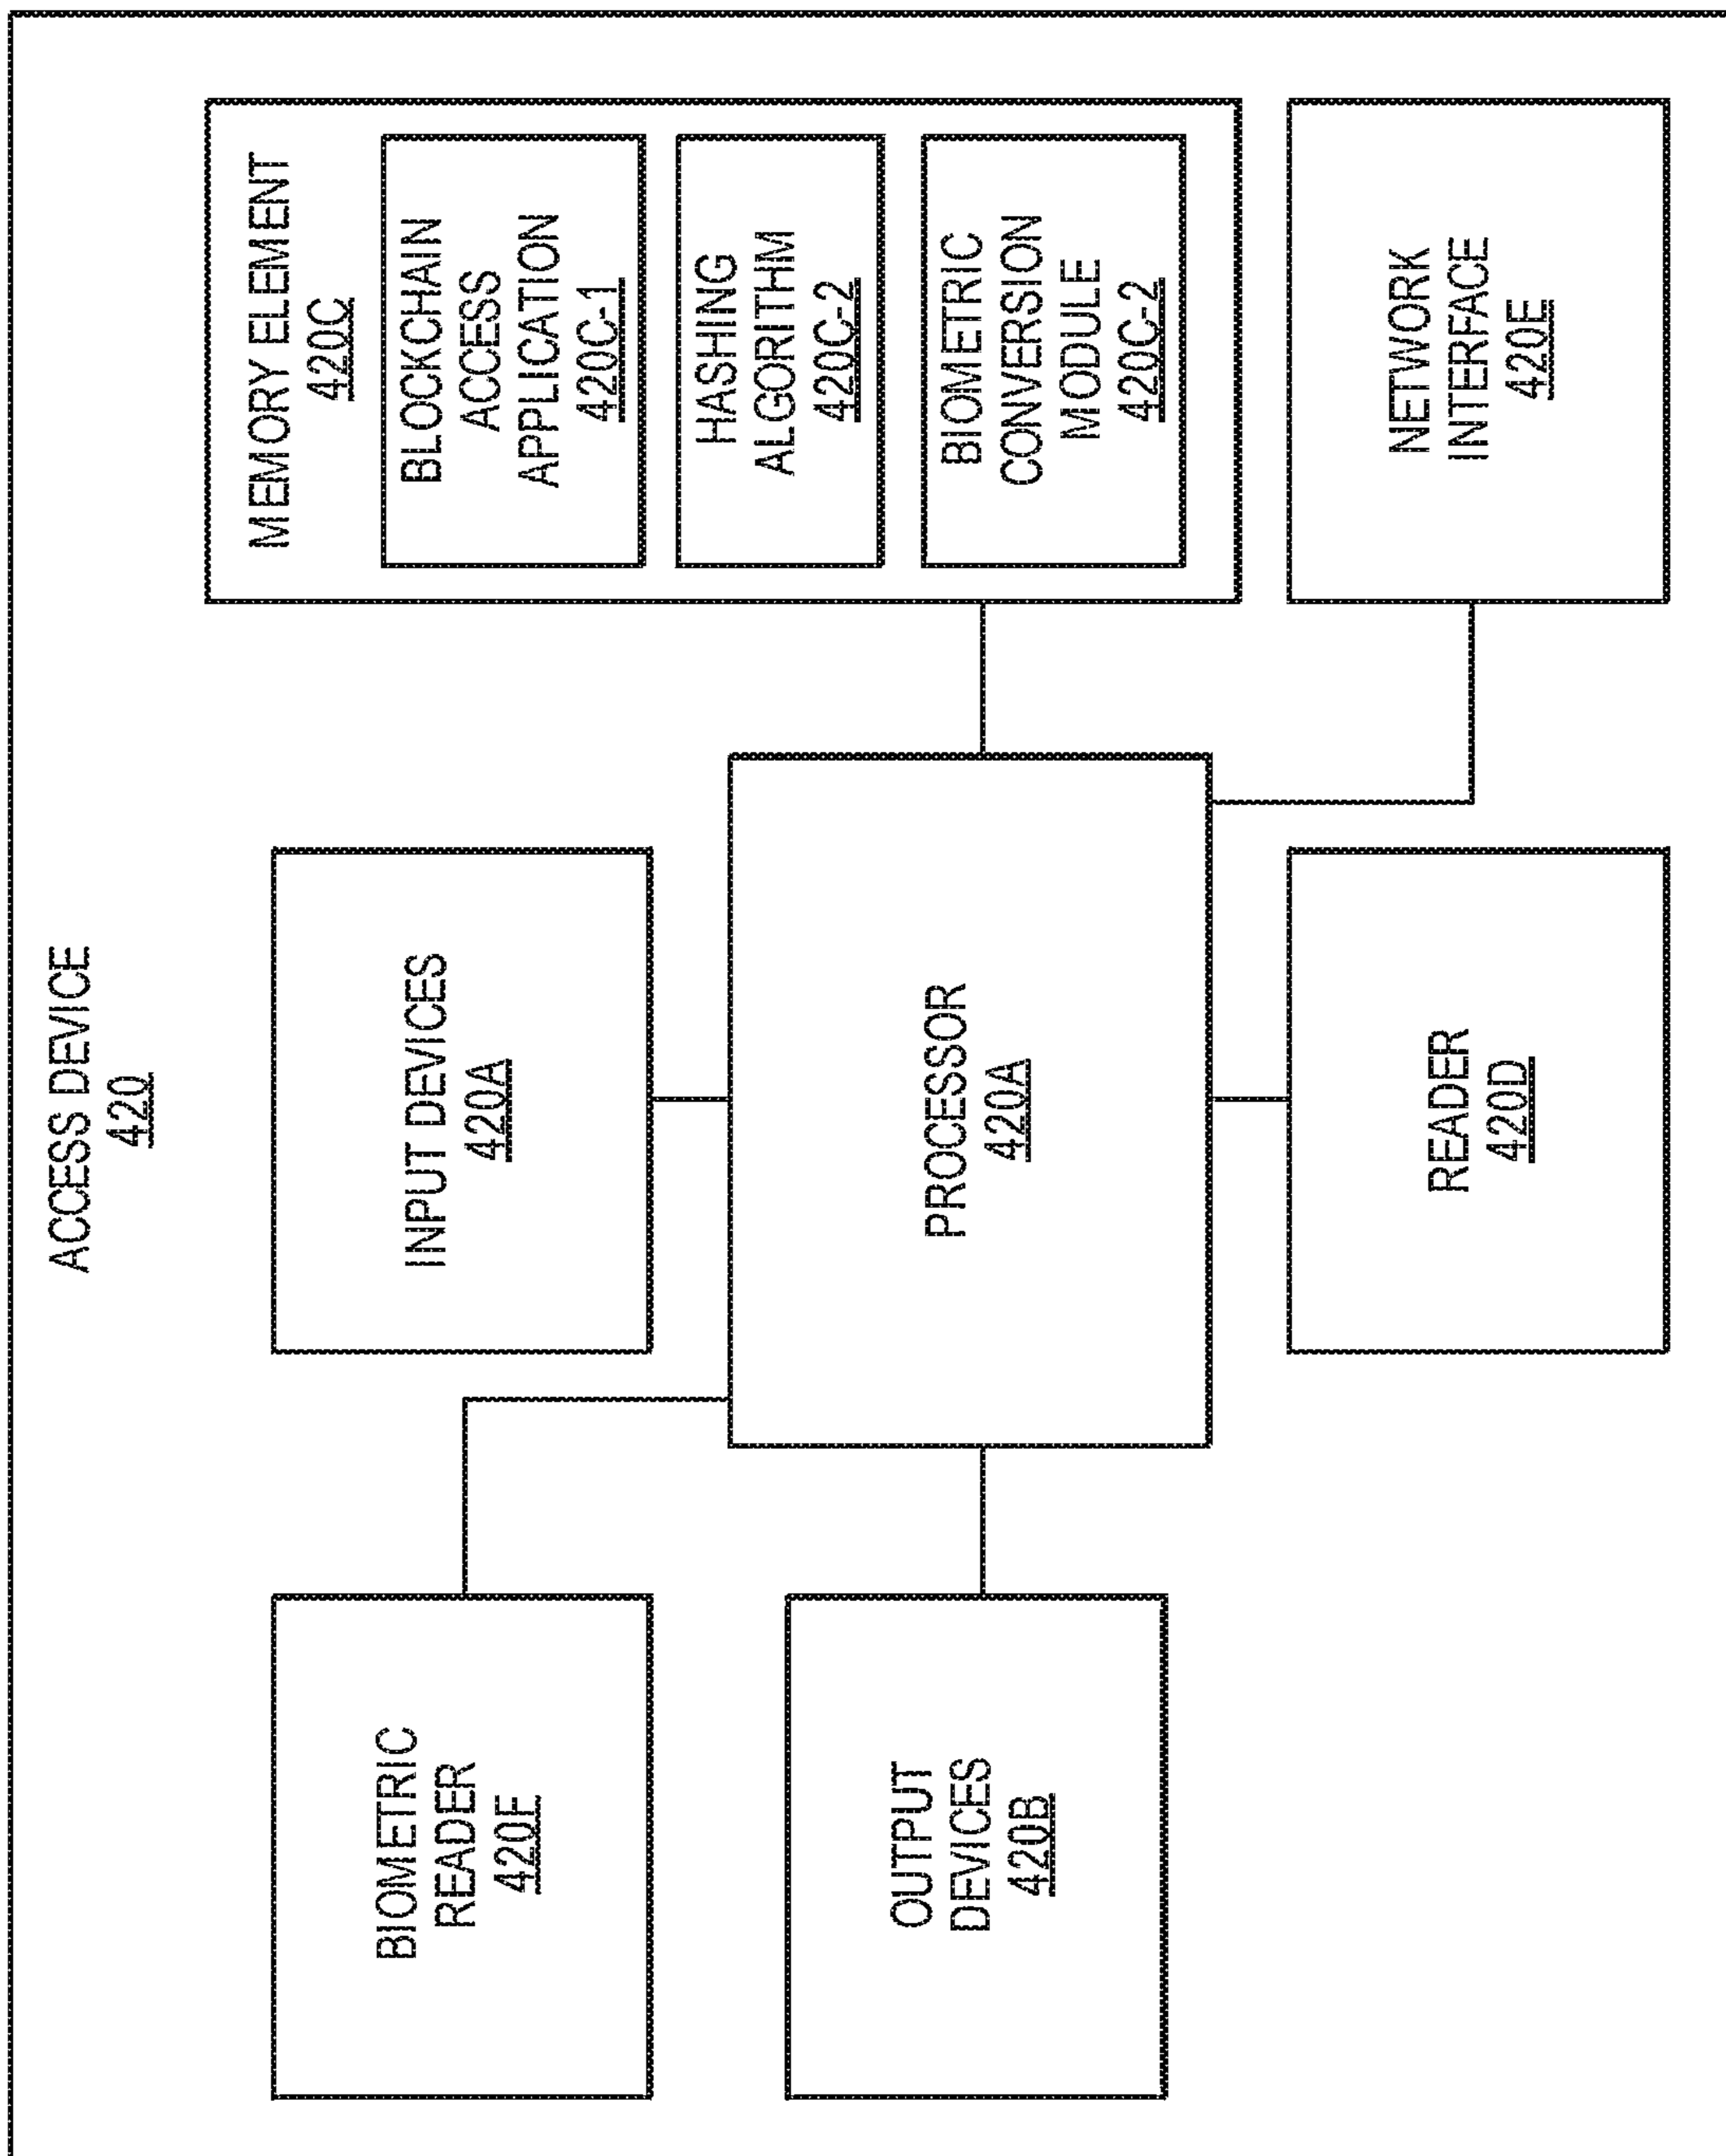 ACCESS DEVICE
420
BIOMETRIC
READER
420F
INPUT DEVICES
420A
MEMORY ELEMENT
420C
BLOCKCHAIN
ACCESS
APPLICATION
420C-1
HASHING
ALGORITHM
420C-2
BIOMETRIC
CONVERSION
MODULE
420C-2
OUTPUT
DEVICES
420B
PROCESSOR
420A
READER
420D
NETWORK
INTERFACE
420E